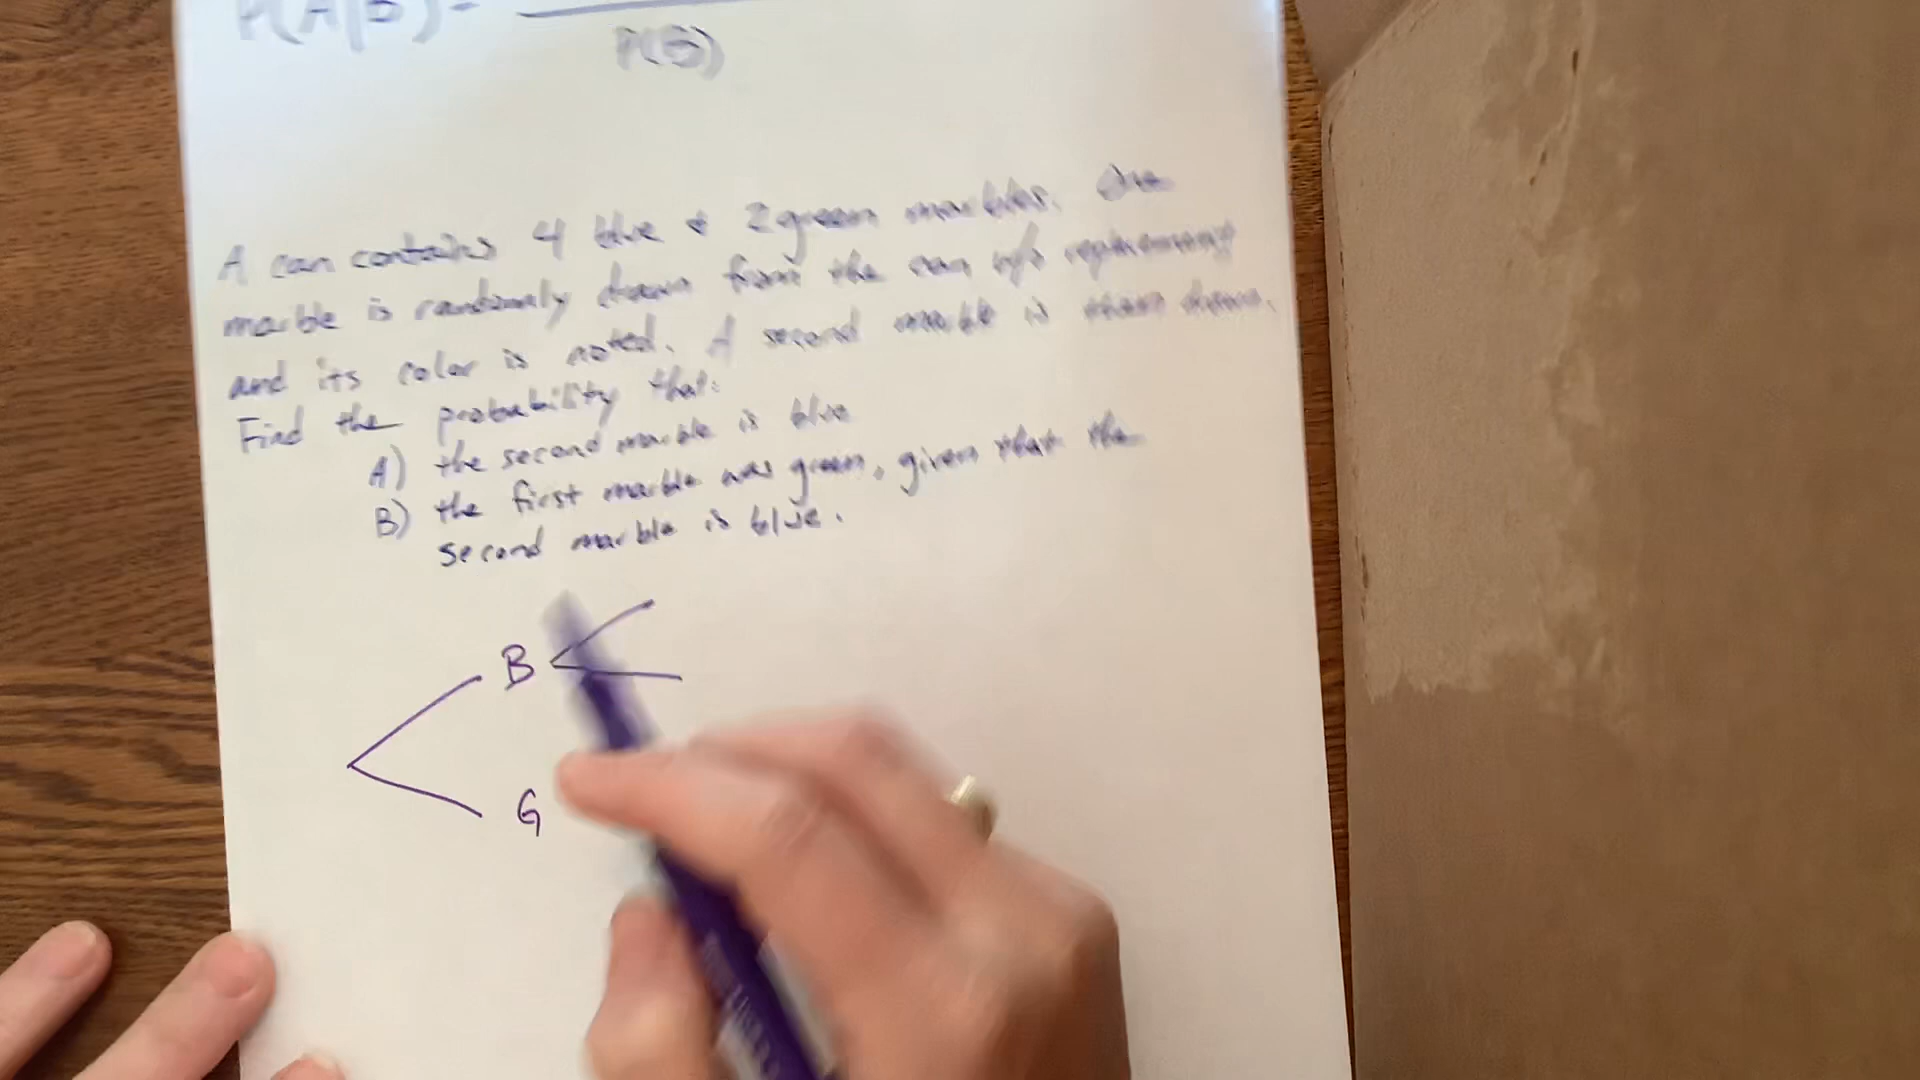 P(A|B) =
P(B)
A can contains 4 blue & 2 green marbles. One
marble is randomly drawn from the can w/o replacement
and its color is noted. A second marble is then drawn.
Find the probability that:
A) the second marble is blue
B) the first marble was green, given that the
second marble is blue.
B
G